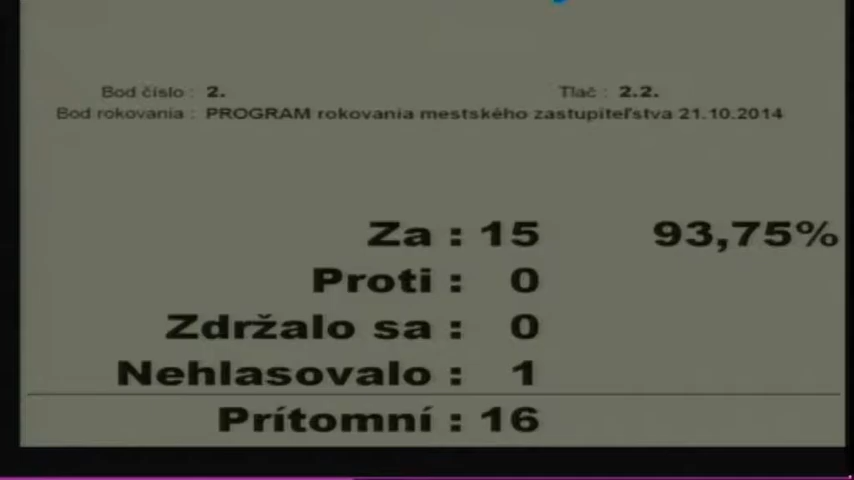 Bod číslo : 2. Tlač : 2.2.
Bod rokovania : PROGRAM rokovania mestského zastupiteľstva 21.10.2014
Za : 15 93,75%
Proti : 0
Zdržalo sa : 0
Nehlasovalo : 1
Prítomní : 16